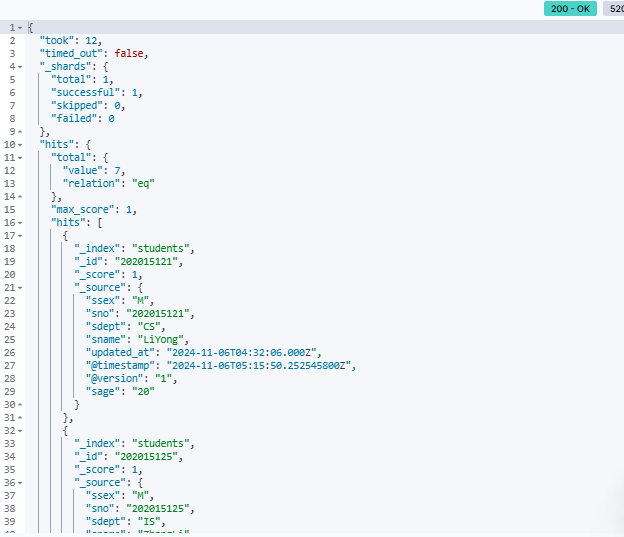 200 - OK
520
1 {
2 "took": 12,
3 "timed_out": false,
4 "_shards": {
5 "total": 1,
6 "successful": 1,
7 "skipped": 0,
8 "failed": 0
9 },
10 "hits": {
11 "total": {
12 "value": 7,
13 "relation": "eq"
14 },
15 "max_score": 1,
16 "hits": [
17 {
18 "_index": "students",
19 "_id": "202015121",
20 "_score": 1,
21 "_source": {
22 "ssex": "M",
23 "sno": "202015121",
24 "sdept": "CS",
25 "sname": "LiYong",
26 "updated_at": "2024-11-06T04:32:06.000Z",
27 "@timestamp": "2024-11-06T05:15:50.252545800Z",
28 "@version": "1",
29 "sage": "20"
30 }
31 },
32 {
33 "_index": "students",
34 "_id": "202015125",
35 "_score": 1,
36 "_source": {
37 "ssex": "M",
38 "sno": "202015125",
39 "sdept": "IS",